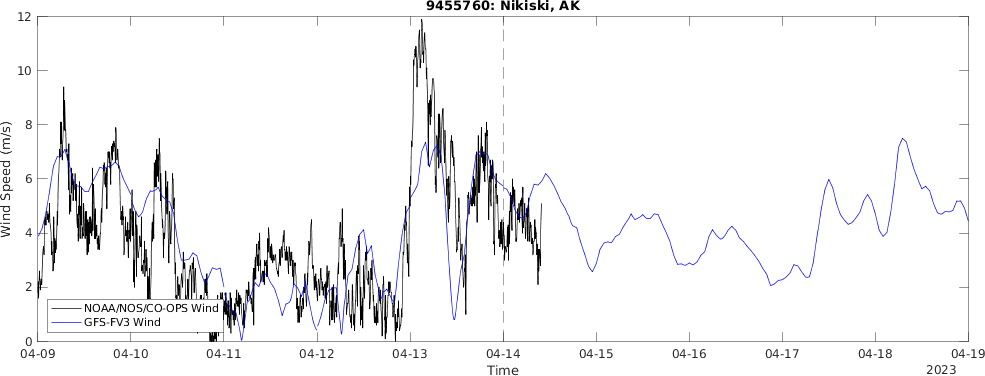 9455760: Nikiski, AK
Wind Speed (m/s)
12
10
8
6
4
2
0
NOAA/NOS/CO-OPS Wind
GFS-FV3 Wind
04-09 04-10 04-11 04-12 04-13 04-14 04-15 04-16 04-17 04-18 04-19
Time
2023